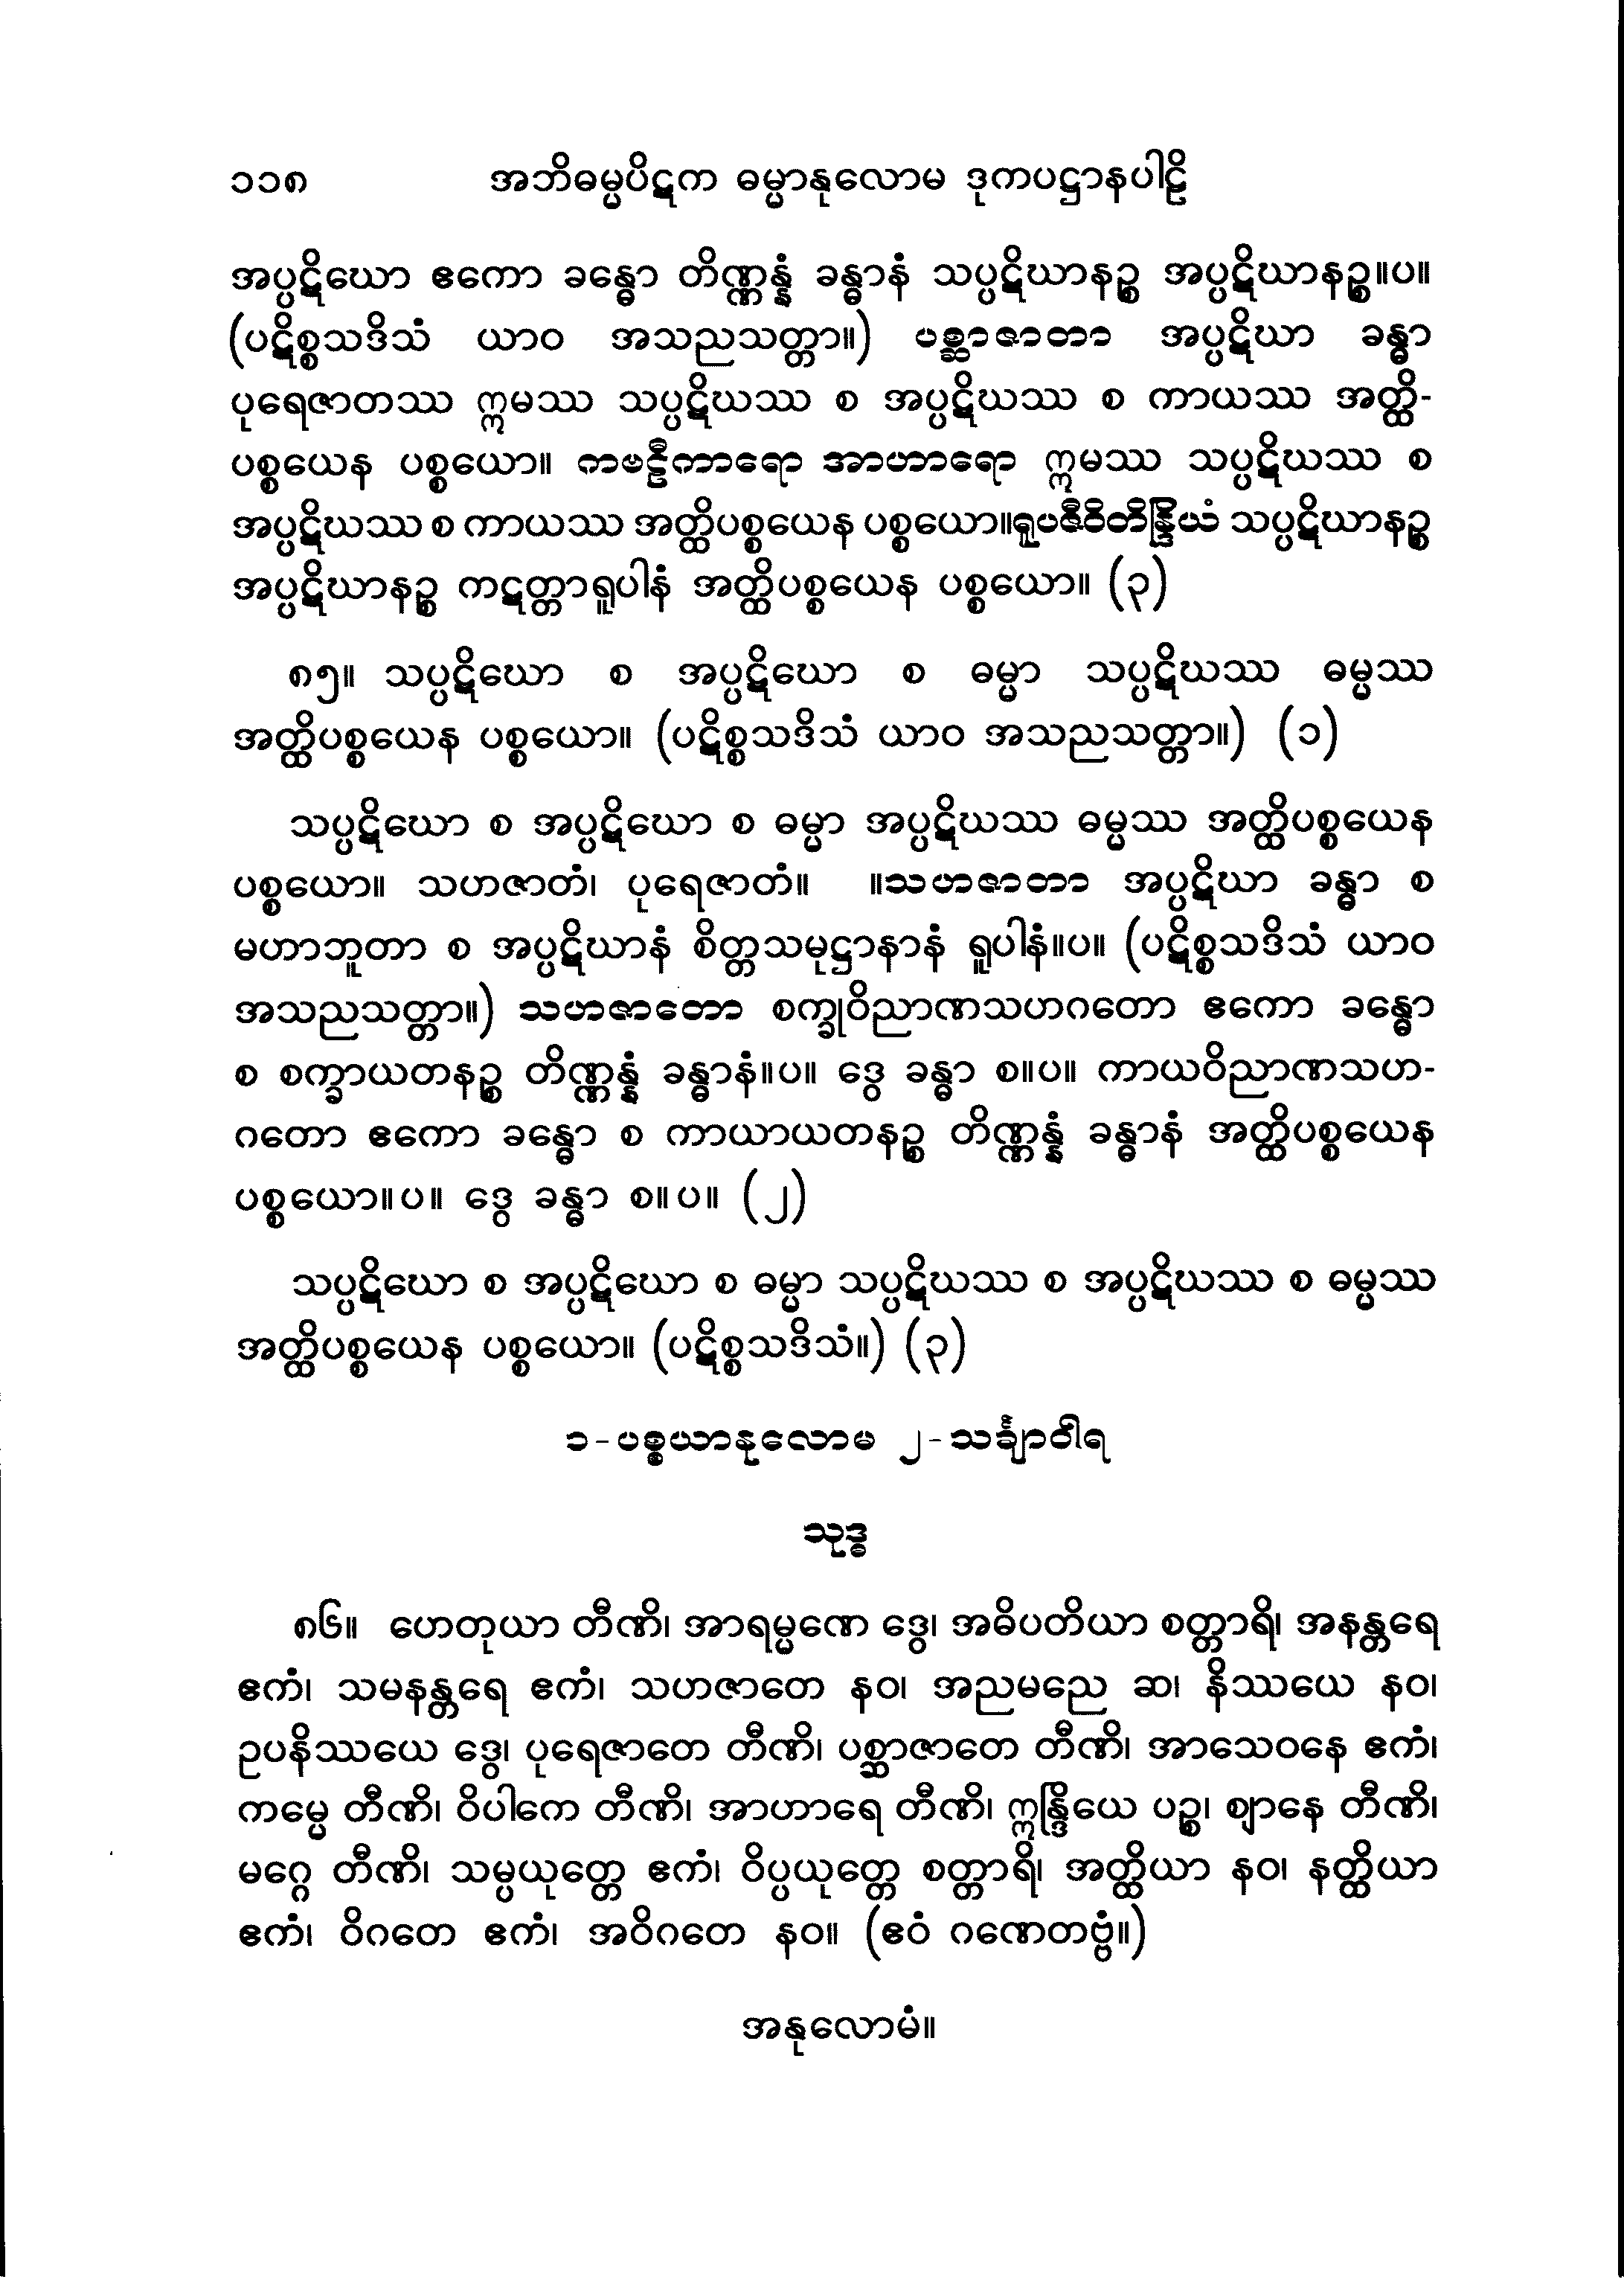 ၁၁၈ အဘိဓမ္မပိဋက ဓမ္မာနုလောမ ဒုကပဋ္ဌာနပါဠိ
အပ္ပဋိဃော ဧကော ခန္ဓော တိဏ္ဏန္နံ ခန္ဓာနံ သပ္ပဋိဃာနဉ္စ အပ္ပဋိဃာနဉ္စ။ပ။
(ပဋိစ္စသဒိသံ ယာဝ အသညသတ္တာ။) ပစ္ဆာဇာတာ အပ္ပဋိဃာ ခန္ဓာ
ပုရေဇာတဿ ဣမဿ သပ္ပဋိဃဿ စ အပ္ပဋိဃဿ စ ကာယဿ အတ္ထိ-
ပစ္စယေန ပစ္စယော။ ကဗဠီကာရော အာဟာရော ဣမဿ သပ္ပဋိဃဿ စ
အပ္ပဋိဃဿ စ ကာယဿ အတ္ထိပစ္စယေန ပစ္စယော။ရူပဇီဝိတိန္ဒြိယံ သပ္ပဋိဃာနဉ္စ
အပ္ပဋိဃာနဉ္စ ကဋတ္တာရူပါနံ အတ္ထိပစ္စယေန ပစ္စယော။ (၃)
၈၅။ သပ္ပဋိဃော စ အပ္ပဋိဃော စ ဓမ္မာ သပ္ပဋိဃဿ ဓမ္မဿ
အတ္ထိပစ္စယေန ပစ္စယော။ (ပဋိစ္စသဒိသံ ယာဝ အသညသတ္တာ။) (၁)
သပ္ပဋိဃော စ အပ္ပဋိဃော စ ဓမ္မာ အပ္ပဋိဃဿ ဓမ္မဿ အတ္ထိပစ္စယေန
ပစ္စယော။ သဟဇာတံ၊ ပုရေဇာတံ။ ။သဟဇာတာ အပ္ပဋိဃာ ခန္ဓာ စ
မဟာဘူတာ စ အပ္ပဋိဃာနံ စိတ္တသမုဋ္ဌာနာနံ ရူပါနံ။ပ။ (ပဋိစ္စသဒိသံ ယာဝ
အသညသတ္တာ။) သဟဇာတော စက္ခုဝိညာဏသဟဂတော ဧကော ခန္ဓော
စ စက္ခာယတနဉ္စ တိဏ္ဏန္နံ ခန္ဓာနံ။ပ။ ဒွေ ခန္ဓာ စ။ပ။ ကာယဝိညာဏသဟ-
ဂတော ဧကော ခန္ဓော စ ကာယာယတနဉ္စ တိဏ္ဏန္နံ ခန္ဓာနံ အတ္ထိပစ္စယေန
ပစ္စယော။ပ။ ဒွေ ခန္ဓာ စ။ပ။ (၂)
သပ္ပဋိဃော စ အပ္ပဋိဃော စ ဓမ္မာ သပ္ပဋိဃဿ စ အပ္ပဋိဃဿ စ ဓမ္မဿ
အတ္ထိပစ္စယေန ပစ္စယော။ (ပဋိစ္စသဒိသံ။) (၃)
၁-ပစ္စယာနုလောမ ၂-သင်္ချာဝါရ
သုဒ္ဓ
၈၆။ ဟေတုယာ တီဏိ၊ အာရမ္မဏေ ဒွေ၊ အဓိပတိယာ စတ္တာရိ၊ အနန္တရေ
ဧကံ၊ သမနန္တရေ ဧကံ၊ သဟဇာတေ နဝ၊ အညမညေ ဆ၊ နိဿယေ နဝ၊
ဥပနိဿယေ ဒွေ၊ ပုရေဇာတေ တီဏိ၊ ပစ္ဆာဇာတေ တီဏိ၊ အာသေဝနေ ဧကံ၊
ကမ္မေ တီဏိ၊ ဝိပါကေ တီဏိ၊ အာဟာရေ တီဏိ၊ ဣန္ဒြိယေ ပဉ္စ၊ ဈာနေ တီဏိ၊
မဂ္ဂေ တီဏိ၊ သမ္ပယုတ္တေ ဧကံ၊ ဝိပ္ပယုတ္တေ စတ္တာရိ၊ အတ္ထိယာ နဝ၊ နတ္ထိယာ
ဧကံ၊ ဝိဂတေ ဧကံ၊ အဝိဂတေ နဝ။ (ဧဝံ ဂဏေတဗ္ဗံ။)
အနုလောမံ။